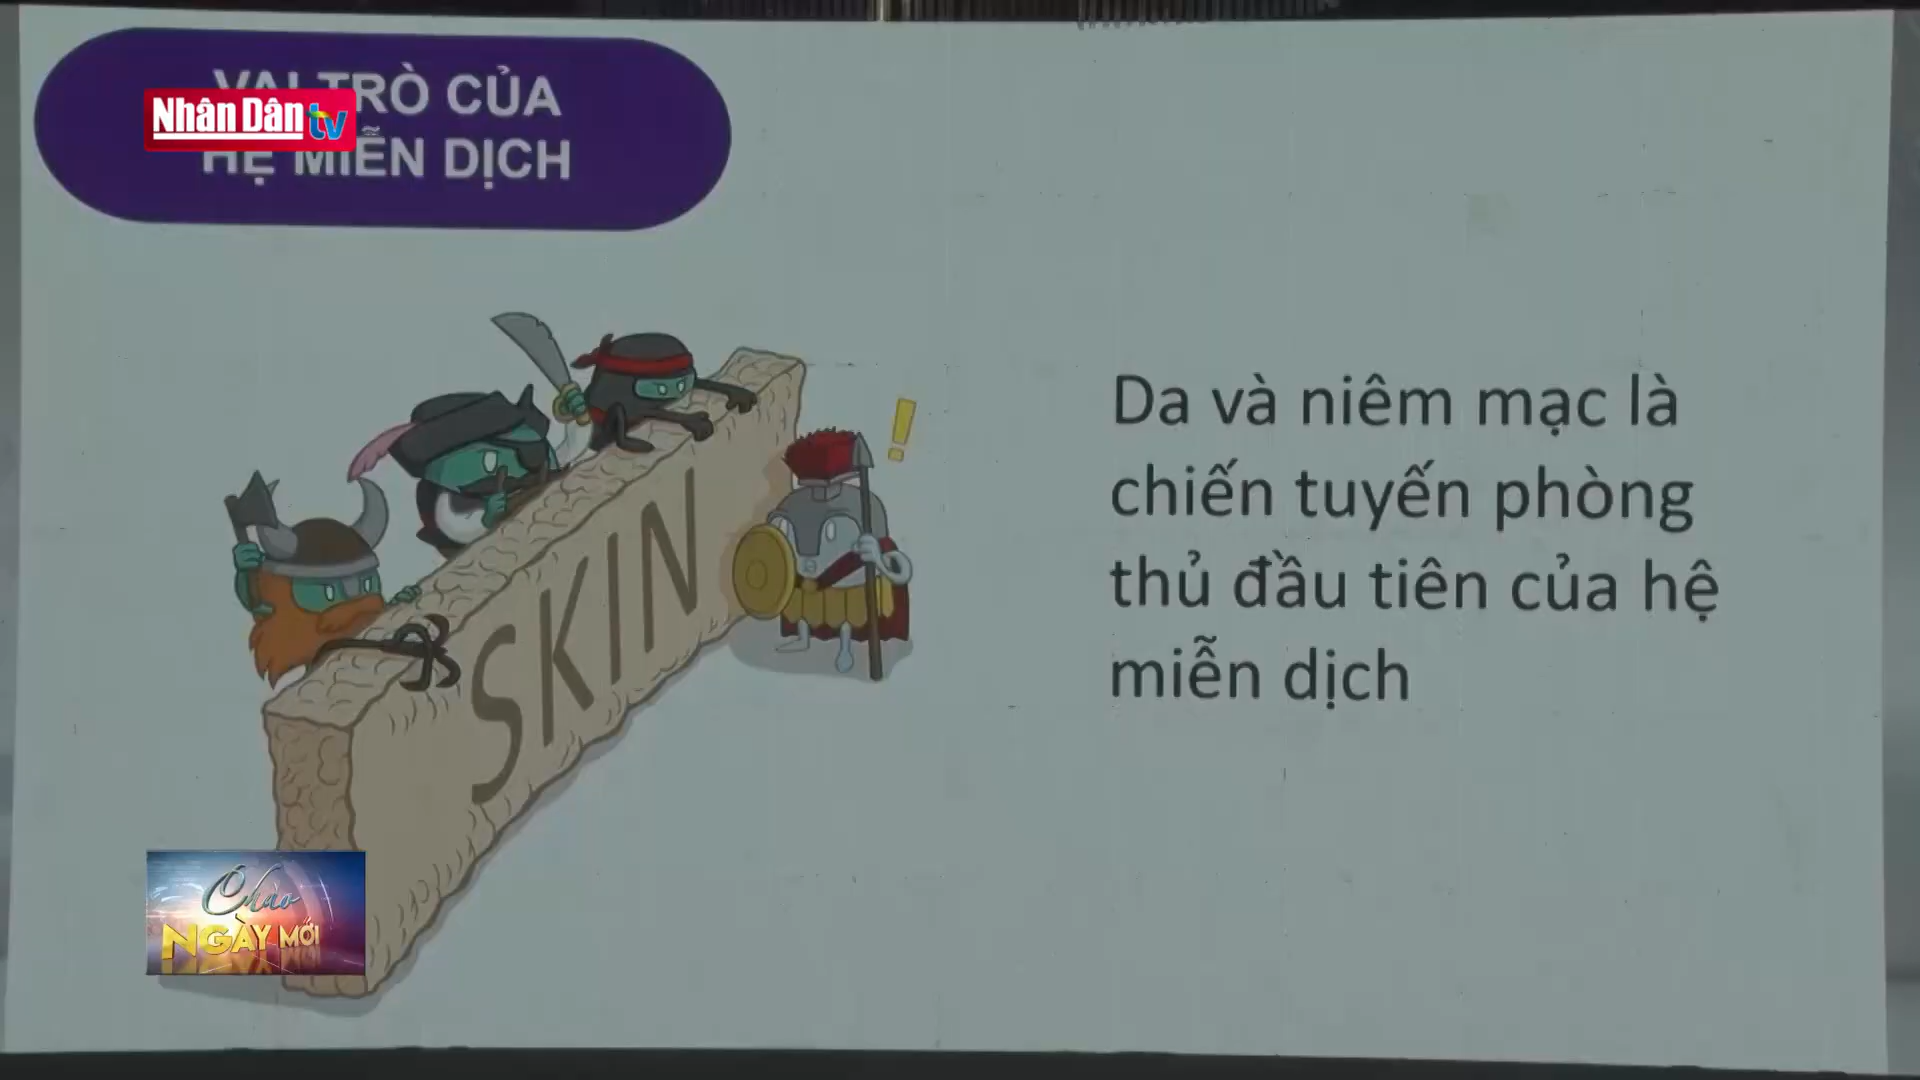 VAI TRÒ CỦA
HỆ MIỄN DỊCH
Nhân Dân tv
Da và niêm mạc là
chiến tuyến phòng
thủ đầu tiên của hệ
miễn dịch
SKIN
Chào
NGÀY MỚI